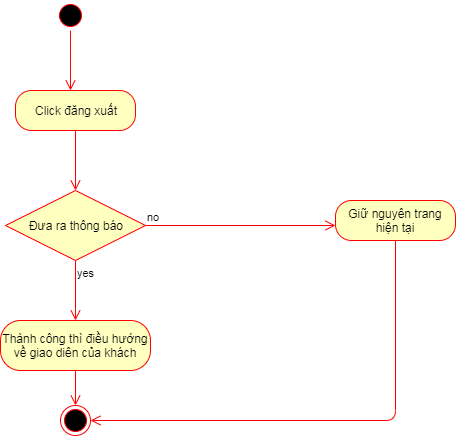 Click đăng xuất
Đưa ra thông báo
no
Giữ nguyên trang
hiện tại
yes
Thành công thì điều hướng
về giao diên của khách